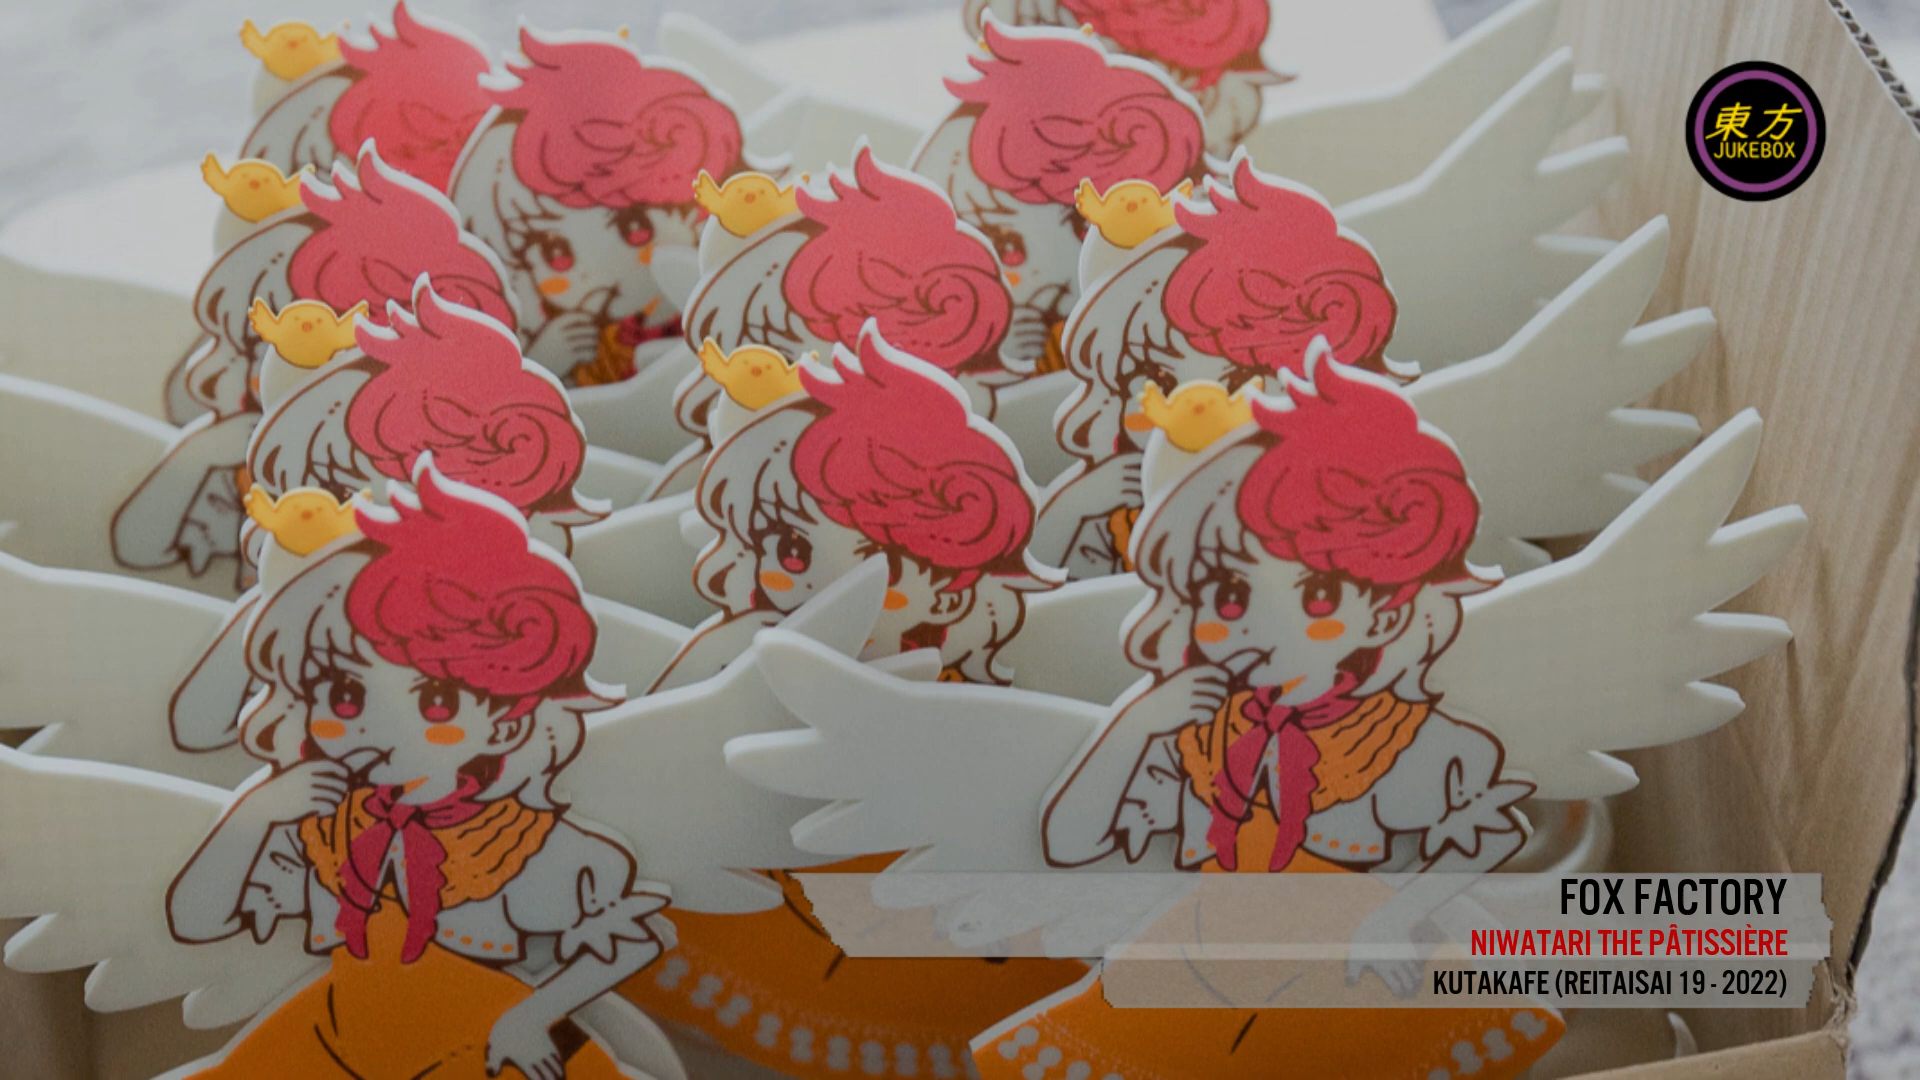 東方
JUKEBOX
FOX FACTORY
NIWATARI THE PÂTISSIÈRE
KUTAKAFE (REITAISAI 19 - 2022)